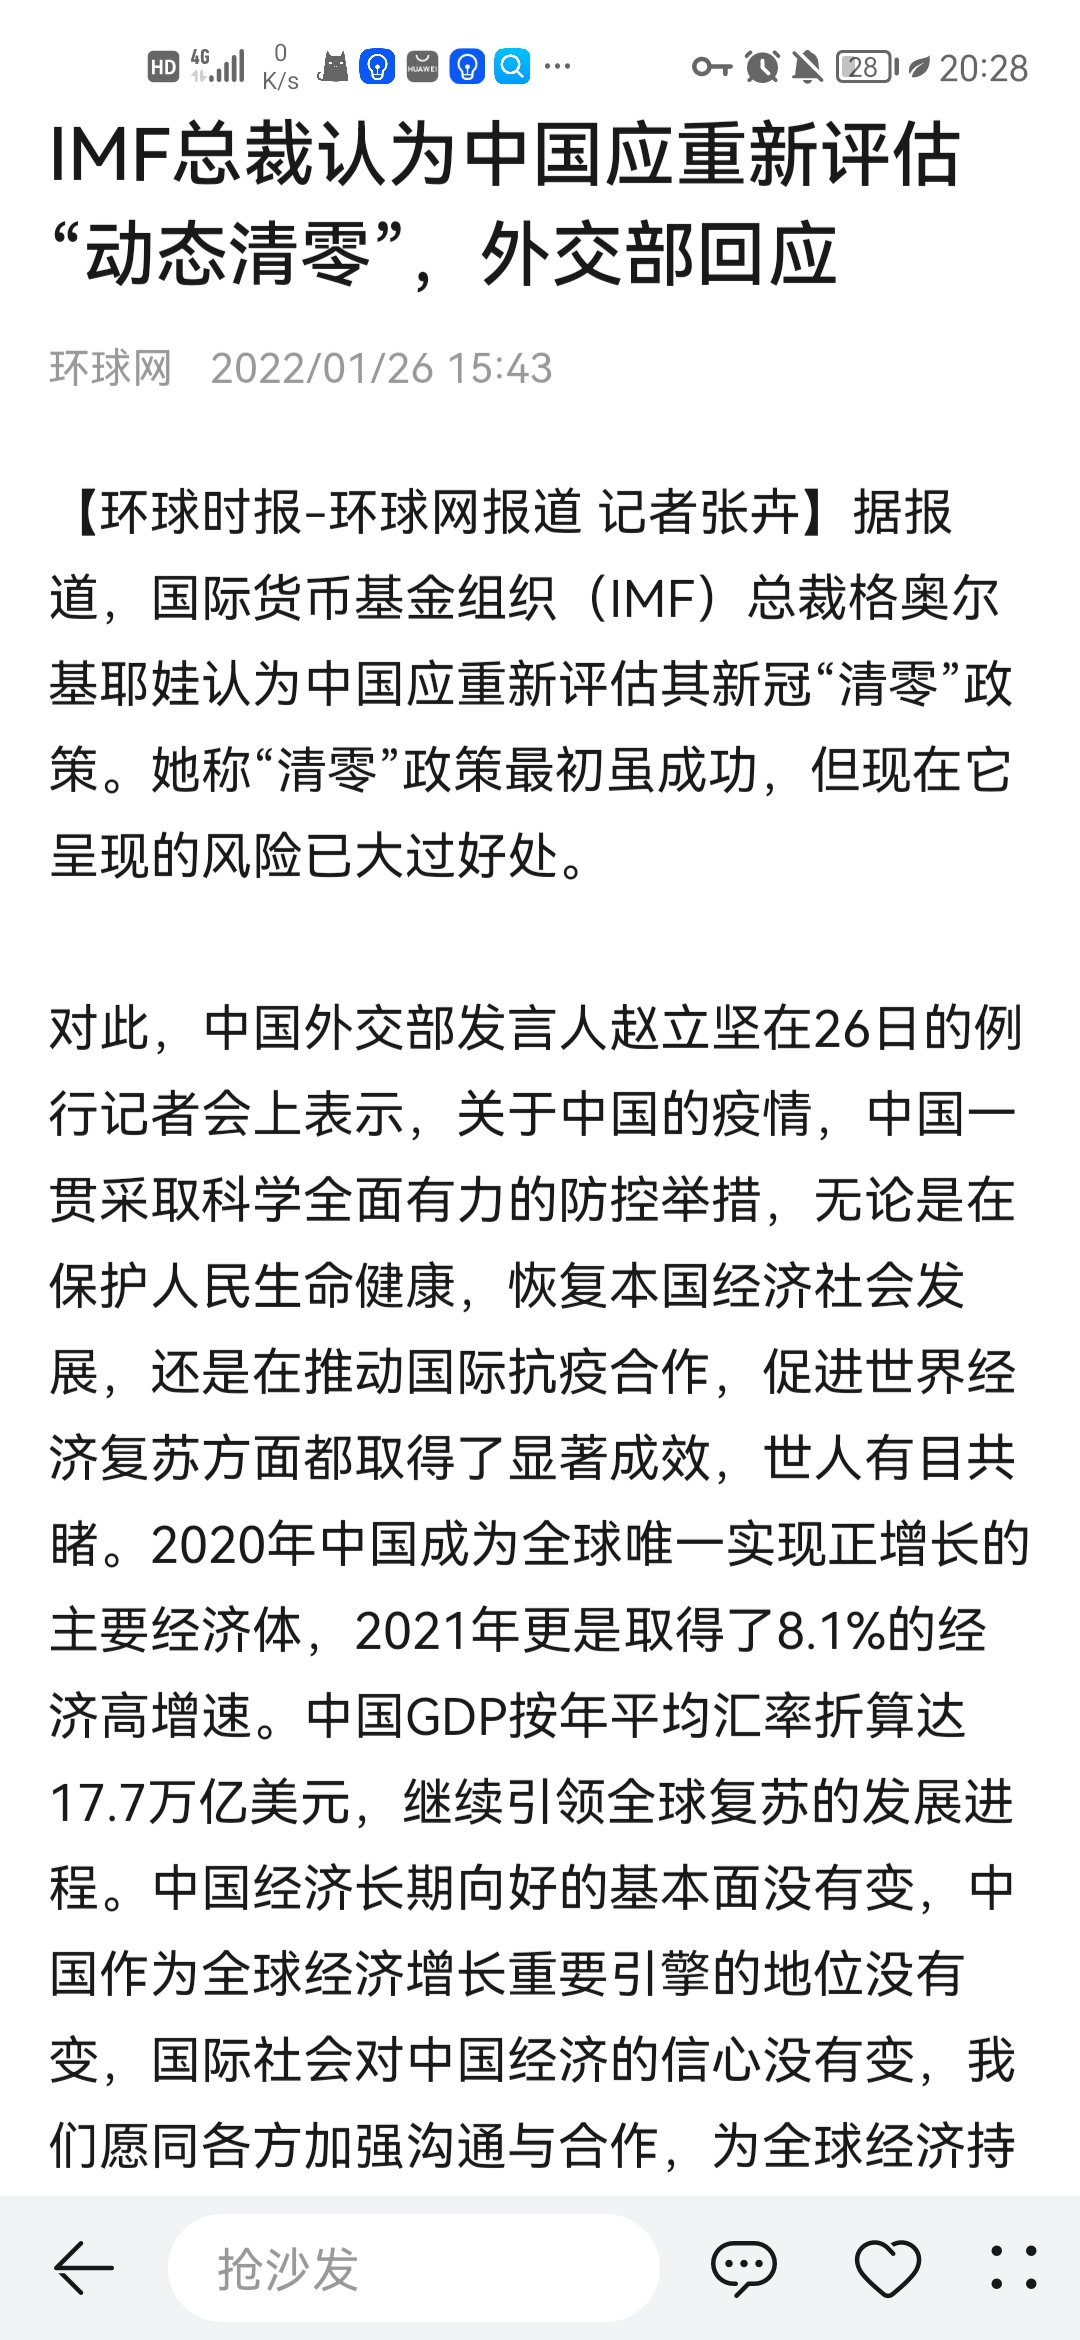 HD 4G 0 K/s HUAWEI 28 20:28
IMF总裁认为中国应重新评估
“动态清零”，外交部回应
环球网 2022/01/26 15:43
【环球时报-环球网报道 记者张卉】据报
道，国际货币基金组织（IMF）总裁格奥尔
基耶娃认为中国应重新评估其新冠“清零”政
策。她称“清零”政策最初虽成功，但现在它
呈现的风险已大过好处。
对此，中国外交部发言人赵立坚在26日的例
行记者会上表示，关于中国的疫情，中国一
贯采取科学全面有力的防控举措，无论是在
保护人民生命健康，恢复本国经济社会发
展，还是在推动国际抗疫合作，促进世界经
济复苏方面都取得了显著成效，世人有目共
睹。2020年中国成为全球唯一实现正增长的
主要经济体，2021年更是取得了8.1%的经
济高增速。中国GDP按年平均汇率折算达
17.7万亿美元，继续引领全球复苏的发展进
程。中国经济长期向好的基本面没有变，中
国作为全球经济增长重要引擎的地位没有
变，国际社会对中国经济的信心没有变，我
们愿同各方加强沟通与合作，为全球经济持
抢沙发